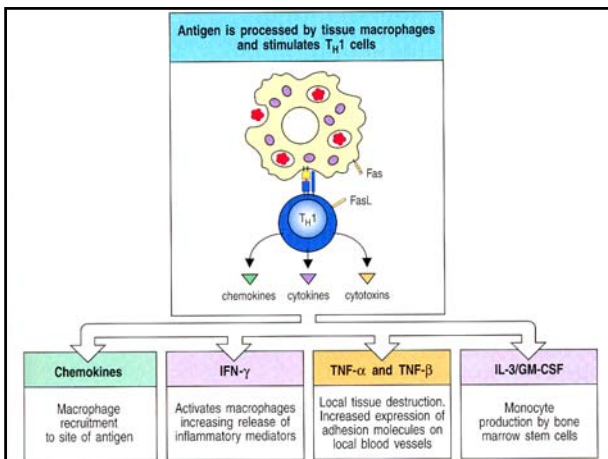 Antigen is processed by tissue macrophages
and stimulates TH1 cells
Fas
FasL
TH1
chemokines
cytokines
cytotoxins
Chemokines
Macrophage
recruitment
to site of antigen
IFN-γ
Activates macrophages
increasing release of
inflammatory mediators
TNF-α and TNF-β
Local tissue destruction.
Increased expression of
adhesion molecules on
local blood vessels
IL-3/GM-CSF
Monocyte
production by bone
marrow stem cells